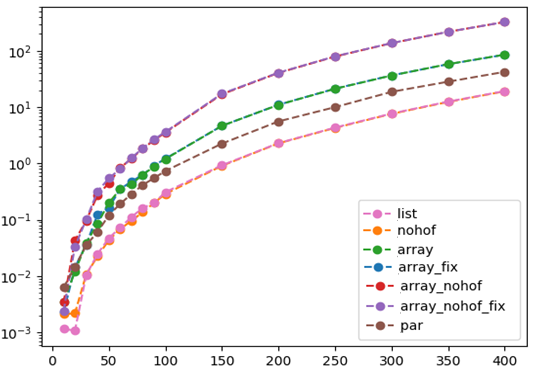 10²
10¹
10⁰
10⁻¹
10⁻²
10⁻³
list
nohof
array
array_fix
array_nohof
array_nohof_fix
par
0 50 100 150 200 250 300 350 400